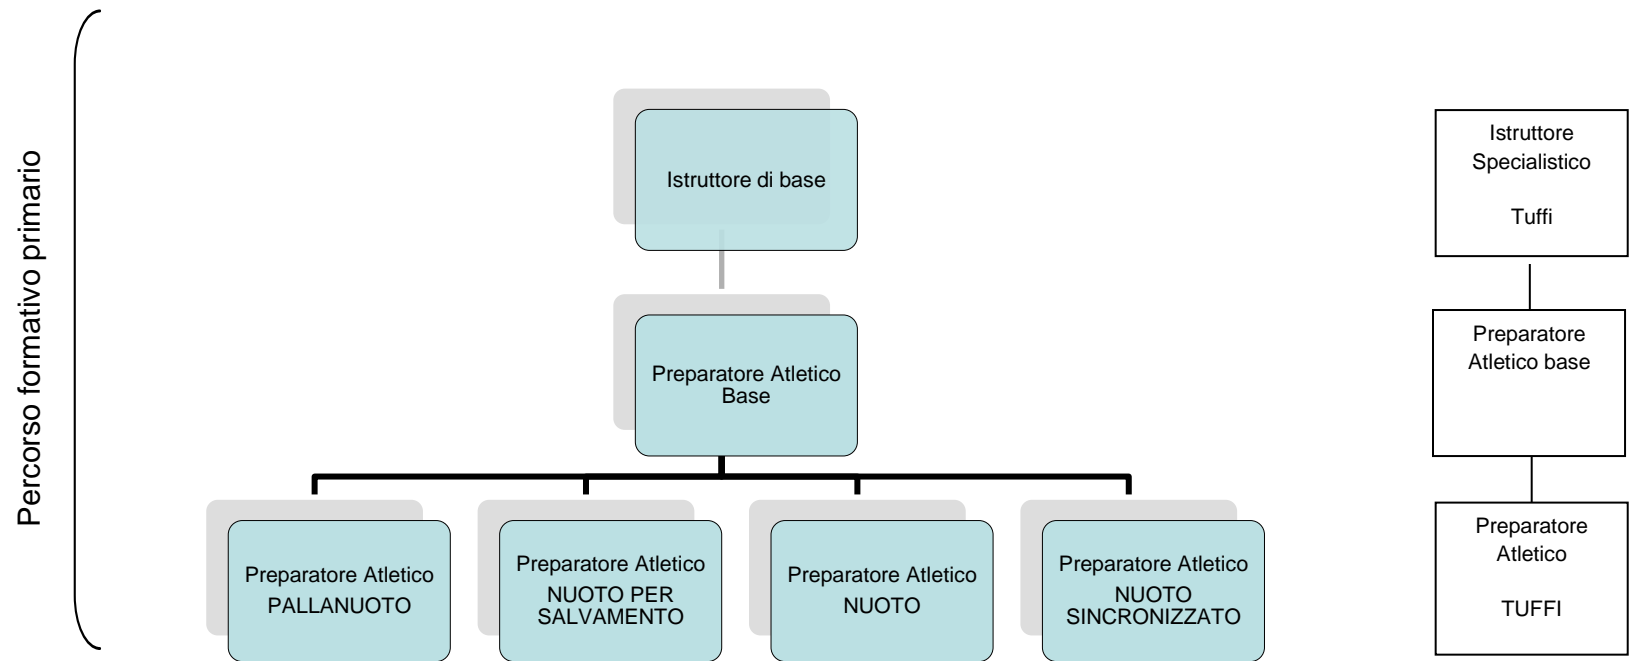 Percorso formativo primario
Istruttore di base
Preparatore Atletico
Base
Preparatore Atletico
PALLANUOTO
Preparatore Atletico
NUOTO PER
SALVAMENTO
Preparatore Atletico
NUOTO
Preparatore Atletico
NUOTO
SINCRONIZZATO
Istruttore
Specialistico
Tuffi
Preparatore
Atletico base
Preparatore
Atletico
TUFFI